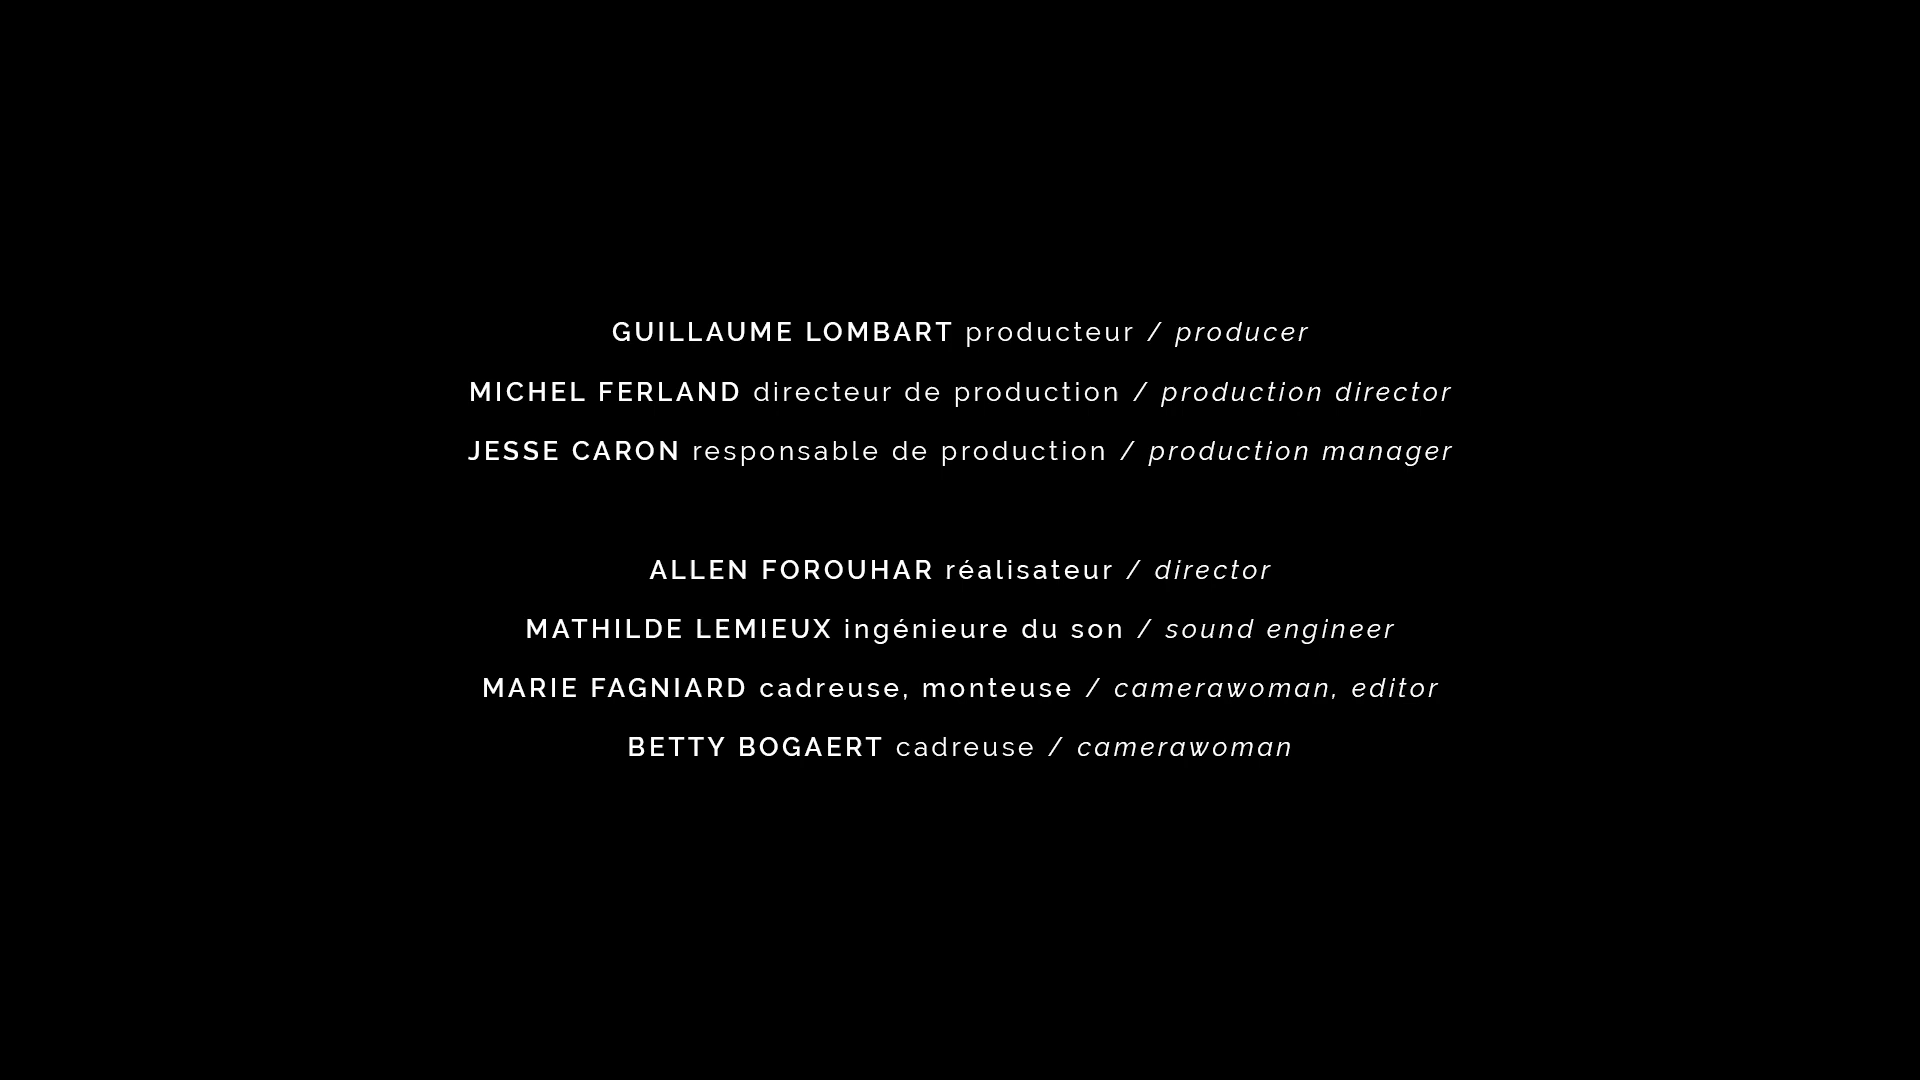 GUILLAUME LOMBART producteur / producer
MICHEL FERLAND directeur de production / production director
JESSE CARON responsable de production / production manager
ALLEN FOROUHAR réalisateur / director
MATHILDE LEMIEUX ingénieure du son / sound engineer
MARIE FAGNIARD cadreuse, monteuse / camerawoman, editor
BETTY BOGAERT cadreuse / camerawoman